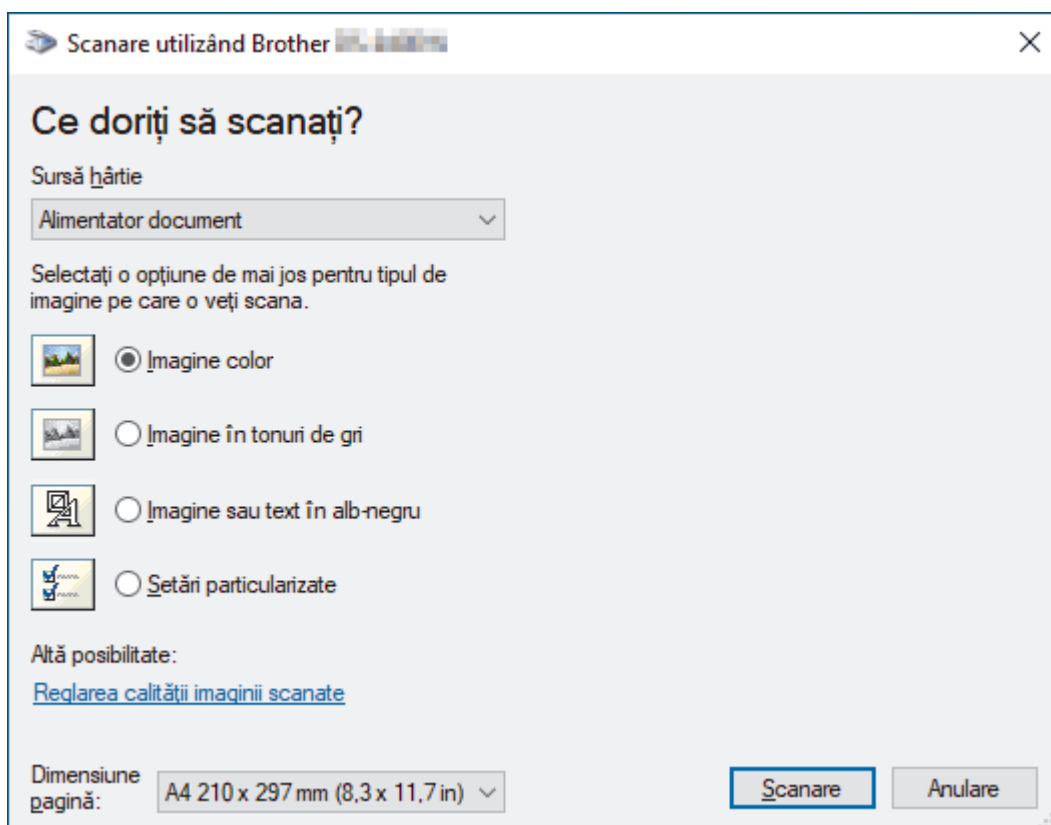 Scanare utilizând Brother
Ce doriți să scanați?
Sursă hârtie
Alimentator document
Selectați o opțiune de mai jos pentru tipul de
imagine pe care o veți scana.
Imagine color
Imagine în tonuri de gri
Imagine sau text în alb-negru
Setări particularizate
Altă posibilitate:
Reglarea calității imaginii scanate
Dimensiune
pagină:
A4 210 x 297 mm (8,3 x 11,7 in)
Scanare
Anulare